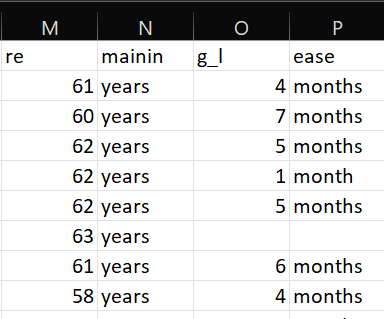 M N O P
re mainin g_l ease
61 years 4 months
60 years 7 months
62 years 5 months
62 years 1 month
62 years 5 months
63 years
61 years 6 months
58 years 4 months